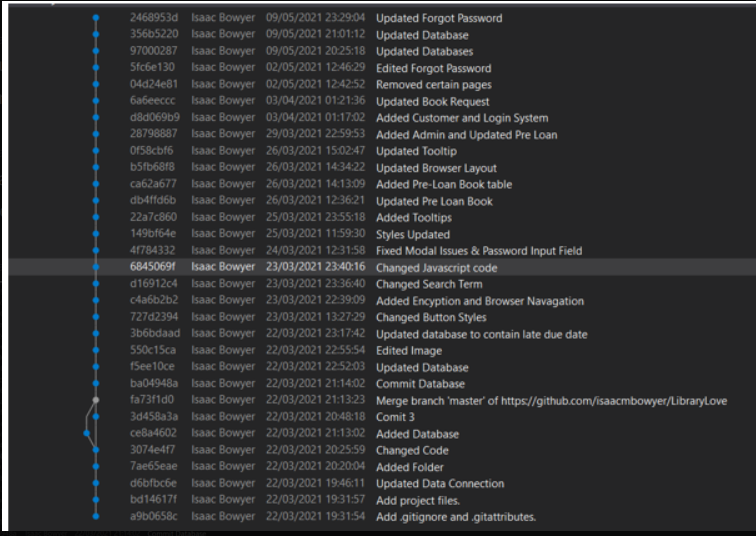 2468953d Isaac Bowyer 09/05/2021 23:29:04 Updated Forgot Password
356b5220 Isaac Bowyer 09/05/2021 21:01:12 Updated Database
97000287 Isaac Bowyer 09/05/2021 20:25:18 Updated Databases
5fc6e130 Isaac Bowyer 02/05/2021 12:46:29 Edited Forgot Password
04d24e81 Isaac Bowyer 02/05/2021 12:42:52 Removed certain pages
6a6eeccc Isaac Bowyer 03/04/2021 01:21:36 Updated Book Request
d8d069b9 Isaac Bowyer 03/04/2021 01:17:02 Added Customer and Login System
28798887 Isaac Bowyer 29/03/2021 22:59:53 Added Admin and Updated Pre Loan
0f58cbf6 Isaac Bowyer 26/03/2021 15:02:47 Updated Tooltip
b5fb68f8 Isaac Bowyer 26/03/2021 14:34:22 Updated Browser Layout
ca62a677 Isaac Bowyer 26/03/2021 14:13:09 Added Pre-Loan Book table
db4ffd6b Isaac Bowyer 26/03/2021 12:36:21 Updated Pre Loan Book
22a7c860 Isaac Bowyer 25/03/2021 23:55:18 Added Tooltips
149bf64e Isaac Bowyer 25/03/2021 11:59:30 Styles Updated
4f784332 Isaac Bowyer 24/03/2021 12:31:58 Fixed Modal Issues & Password Input Field
6845069f Isaac Bowyer 23/03/2021 23:40:16 Changed Javascript code
d16912c4 Isaac Bowyer 23/03/2021 23:36:40 Changed Search Term
c4a6b2b2 Isaac Bowyer 23/03/2021 22:39:09 Added Encyption and Browser Navagation
727d2394 Isaac Bowyer 23/03/2021 13:27:29 Changed Button Styles
3b6bdaad Isaac Bowyer 22/03/2021 23:17:42 Updated database to contain late due date
550c15ca Isaac Bowyer 22/03/2021 22:55:54 Edited Image
f5ee10ce Isaac Bowyer 22/03/2021 22:52:03 Updated Database
ba04948a Isaac Bowyer 22/03/2021 21:14:02 Commit Database
fa73f1d0 Isaac Bowyer 22/03/2021 21:13:23 Merge branch 'master' of https://github.com/isaacmbowyer/LibraryLove
3d458a3a Isaac Bowyer 22/03/2021 20:48:18 Comit 3
ce8a4602 Isaac Bowyer 22/03/2021 21:13:02 Added Database
3074e4f7 Isaac Bowyer 22/03/2021 20:25:59 Changed Code
7ae65eae Isaac Bowyer 22/03/2021 20:20:04 Added Folder
d6bfbc6e Isaac Bowyer 22/03/2021 19:46:11 Updated Data Connection
bd14617f Isaac Bowyer 22/03/2021 19:31:57 Add project files.
a9b0658c Isaac Bowyer 22/03/2021 19:31:54 Add .gitignore and .gitattributes.